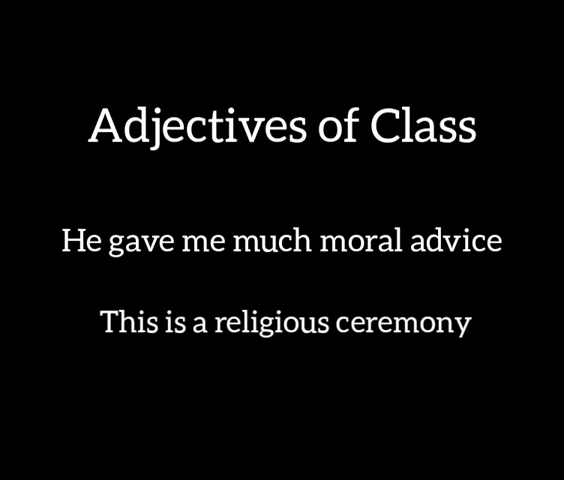 Adjectives of Class
He gave me much moral advice
This is a religious ceremony